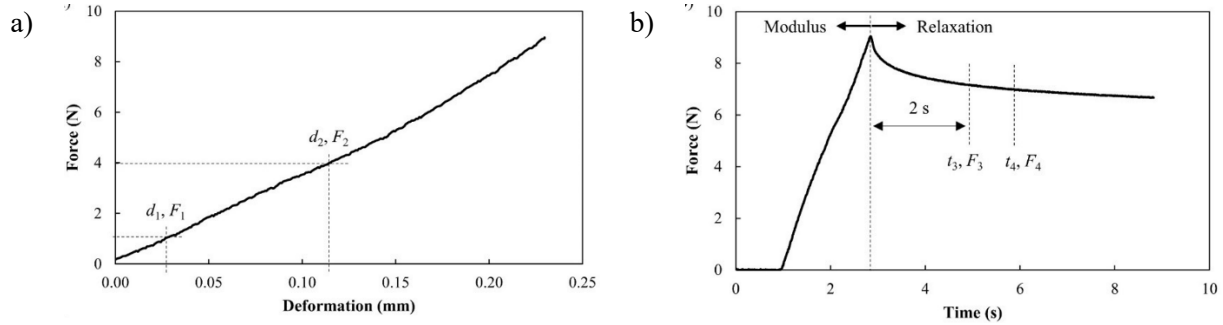 a)
10
8
6
4
2
0
Force (N)
d1, F1
d2, F2
0.00 0.05 0.10 0.15 0.20 0.25
Deformation (mm)
b)
10
8
6
4
2
0
Force (N)
Modulus Relaxation
2 s
t3, F3 t4, F4
0 2 4 6 8 10
Time (s)